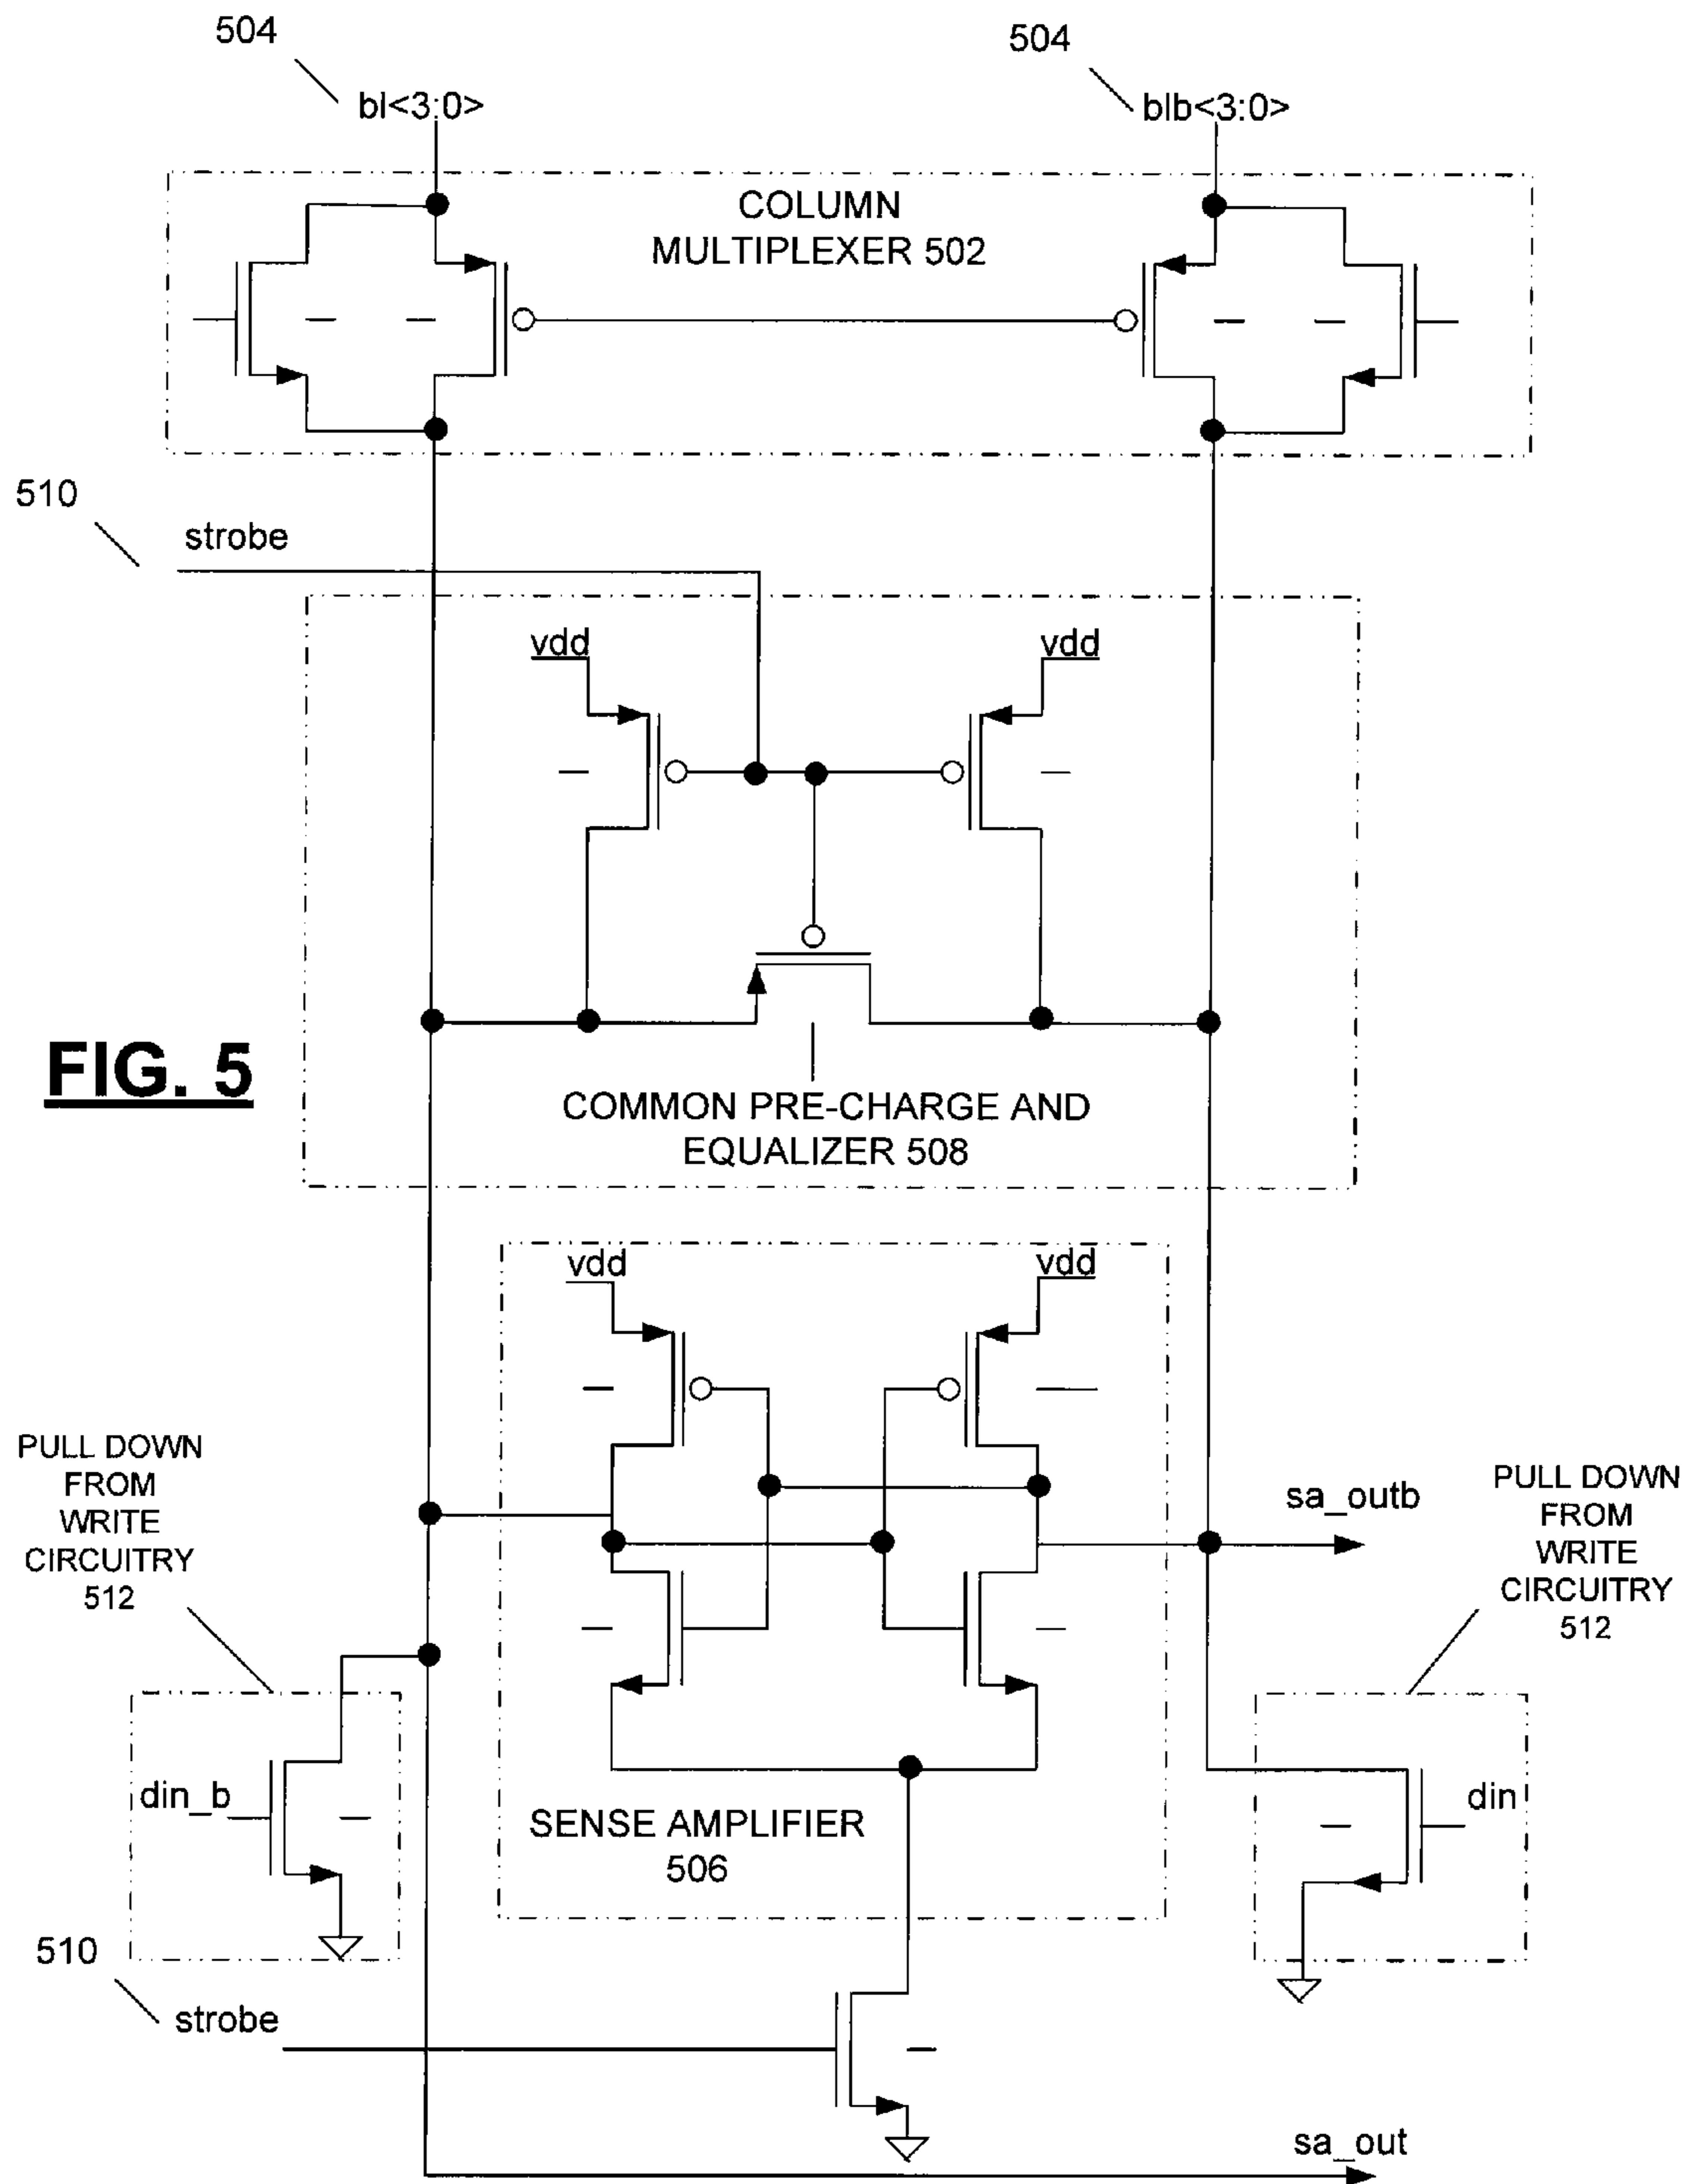 504
504
bl<3:0>
blb<3:0>
COLUMN
MULTIPLEXER 502
510
strobe
vdd
vdd
FIG. 5
COMMON PRE-CHARGE AND
EQUALIZER 508
vdd
vdd
PULL DOWN
FROM
WRITE
CIRCUITRY
512
sa_outb
PULL DOWN
FROM
WRITE
CIRCUITRY
512
din_b
din
SENSE AMPLIFIER
506
510
strobe
sa_out